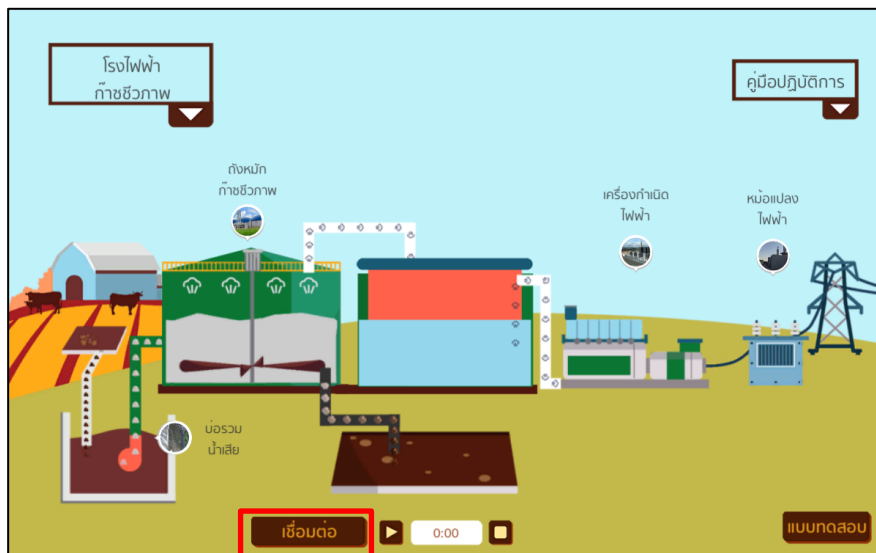 โรงไฟฟ้า
ก๊าซชีวภาพ
คู่มือปฏิบัติการ
ถังหมัก
ก๊าซชีวภาพ
เครื่องกำเนิด
ไฟฟ้า
หม้อแปลง
ไฟฟ้า
บ่อรวม
น้ำเสีย
เชื่อมต่อ
0:00
แบบทดสอบ